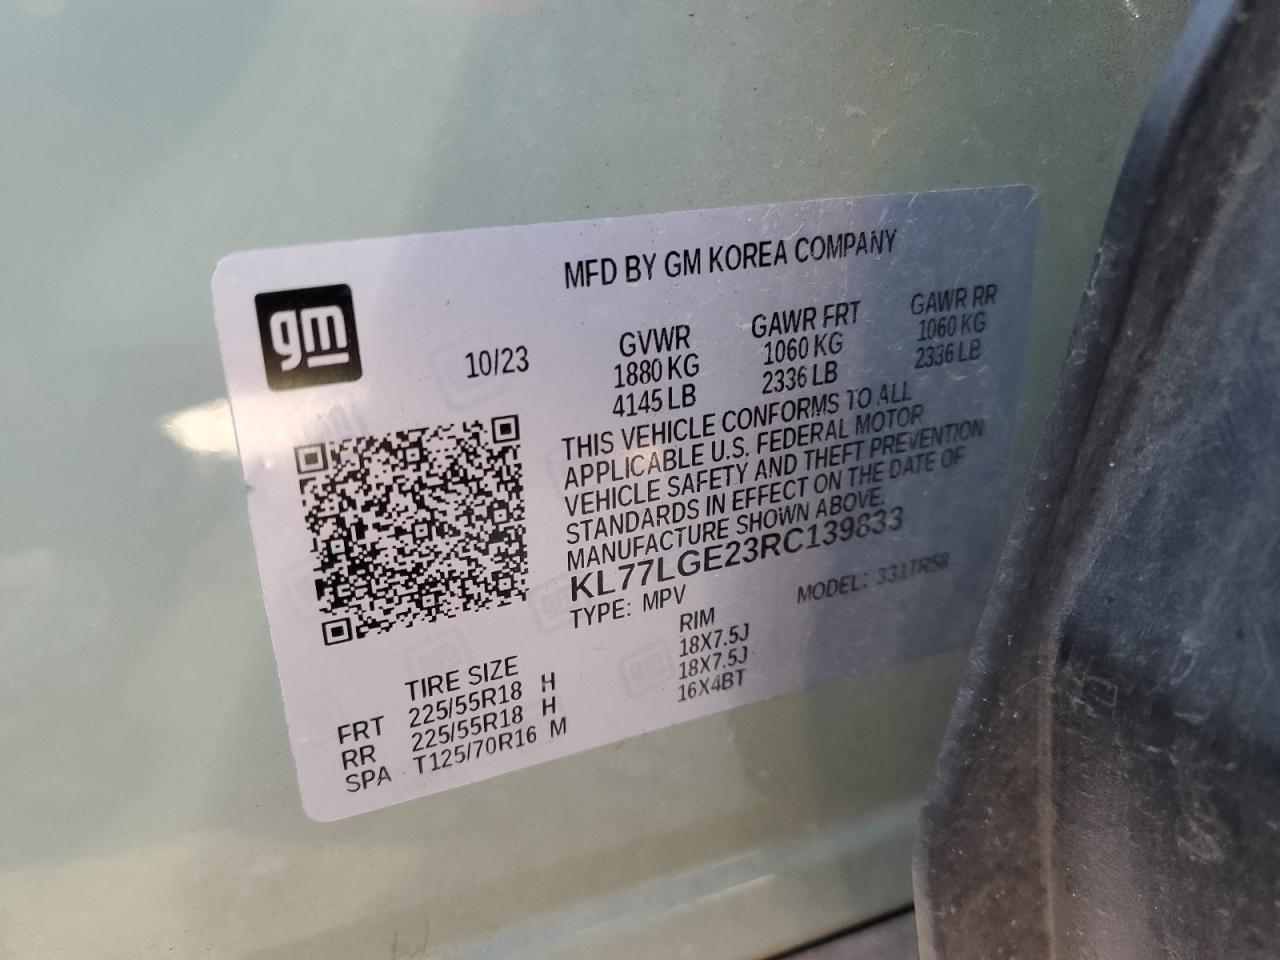 MFD BY GM KOREA COMPANY
gm
10/23
GVWR GAWR FRT GAWR RR
1880 KG 1060 KG 1060 KG
4145 LB 2336 LB 2336 LB
THIS VEHICLE CONFORMS TO ALL
APPLICABLE U.S. FEDERAL MOTOR
VEHICLE SAFETY AND THEFT PREVENTION
STANDARDS IN EFFECT ON THE DATE OF
MANUFACTURE SHOWN ABOVE.
KL77LGE23RC139833
TYPE: MPV MODEL: 331TR58
TIRE SIZE RIM
FRT 225/55R18 H 18X7.5J
RR 225/55R18 H 18X7.5J
SPA T125/70R16 M 16X4BT